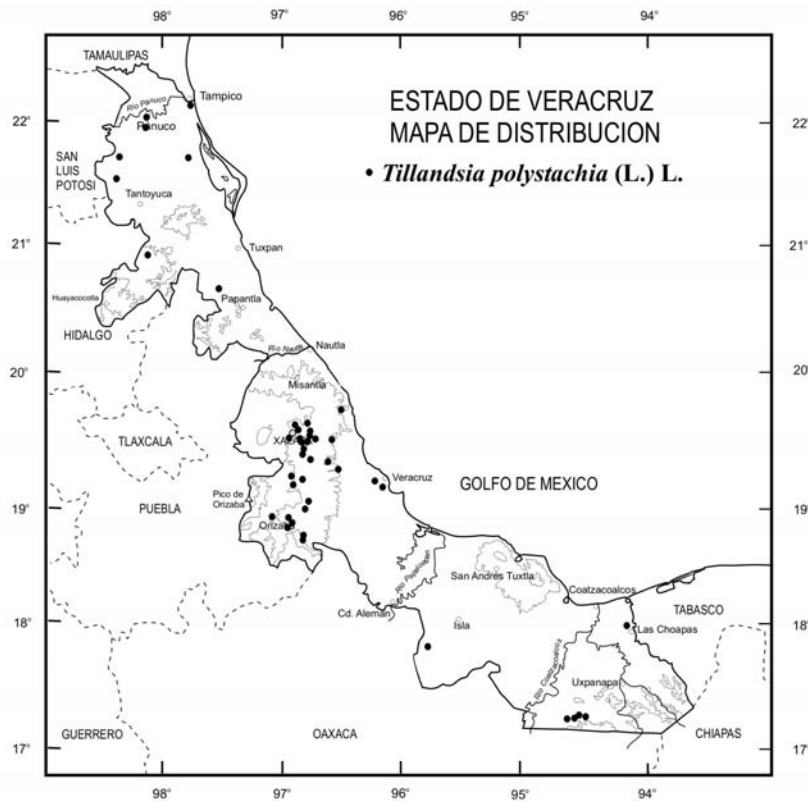 98° 97° 96° 95° 94°
TAMAULIPAS
Río Pánuco
Tampico
ESTADO DE VERACRUZ
MAPA DE DISTRIBUCION
• Tillandsia polystachia (L.) L.
22° 22°
Pánuco
SAN
LUIS
POTOSI
Tantoyuca
21° 21°
Tuxpan
Huayacocotla
Papantla
HIDALGO
Río Nautla
Nautla
20° 20°
Misantla
TLAXCALA
Veracruz
GOLFO DE MEXICO
PUEBLA
Pico de
Orizaba
19° 19°
Orizaba
Río Papaloapan
San Andrés Tuxtla
Coatzacoalcos
TABASCO
Cd. Alemán
18° 18°
Isla
Las Choapas
Río Coatzacoalcos
Uxpanapa
GUERRERO
OAXACA
CHIAPAS
17° 17°
98° 97° 96° 95° 94°